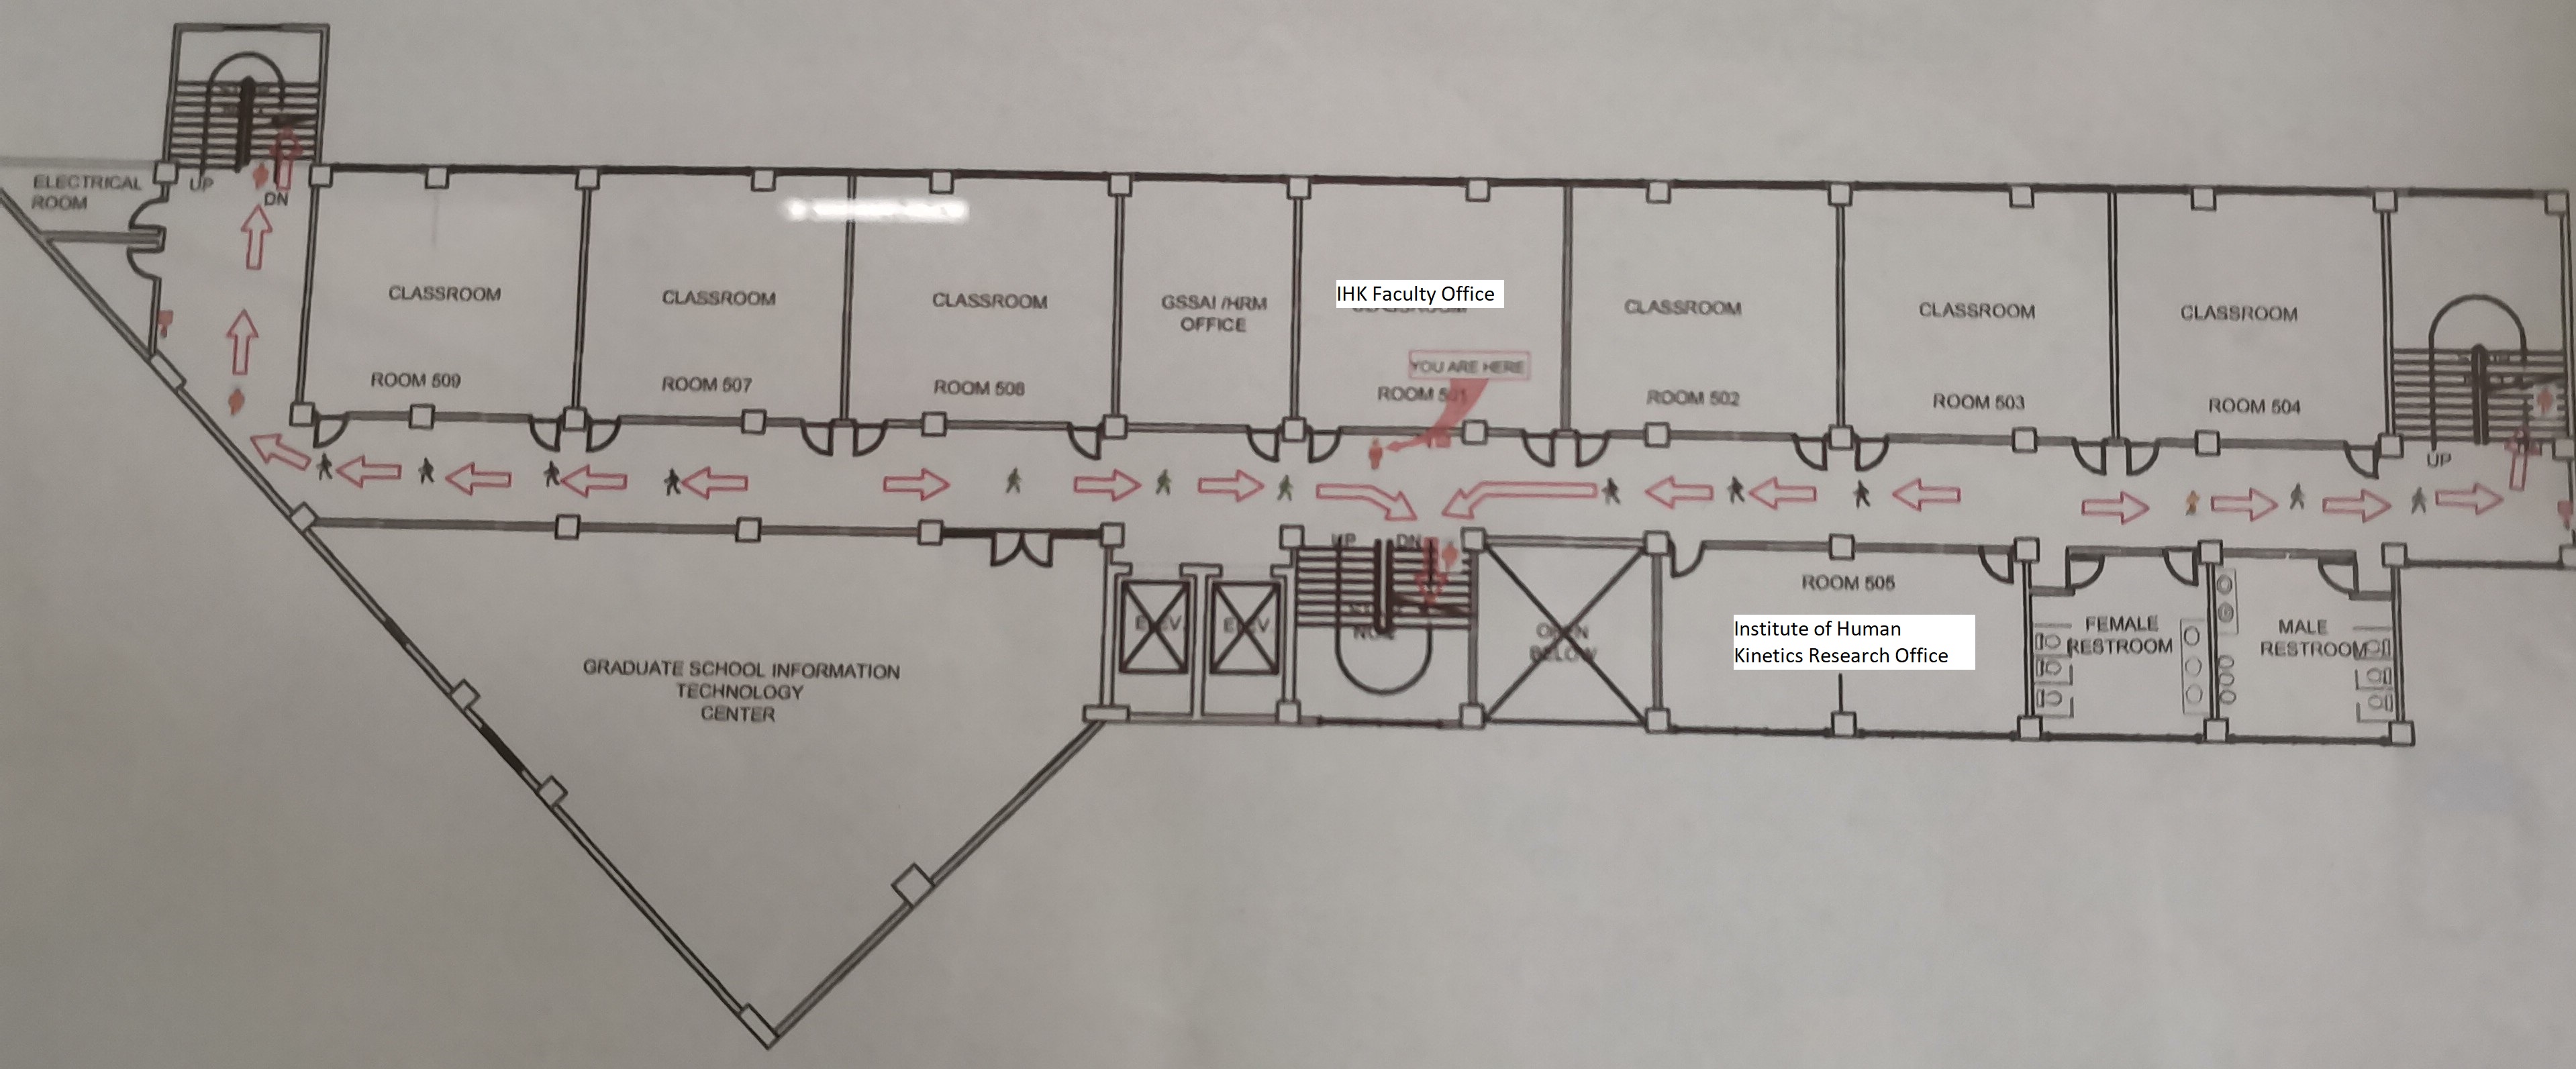 ELECTRICAL
ROOM
UP
DN
CLASSROOM
ROOM 509
CLASSROOM
ROOM 507
CLASSROOM
ROOM 508
GSSAI /HRM
OFFICE
IHK Faculty Office
YOU ARE HERE
ROOM 501
CLASSROOM
ROOM 502
CLASSROOM
ROOM 503
CLASSROOM
ROOM 504
UP
GRADUATE SCHOOL INFORMATION
TECHNOLOGY
CENTER
ELEV.
ELEV.
UP
DN
OPEN
BELOW
ROOM 505
Institute of Human
Kinetics Research Office
FEMALE
RESTROOM
MALE
RESTROOM